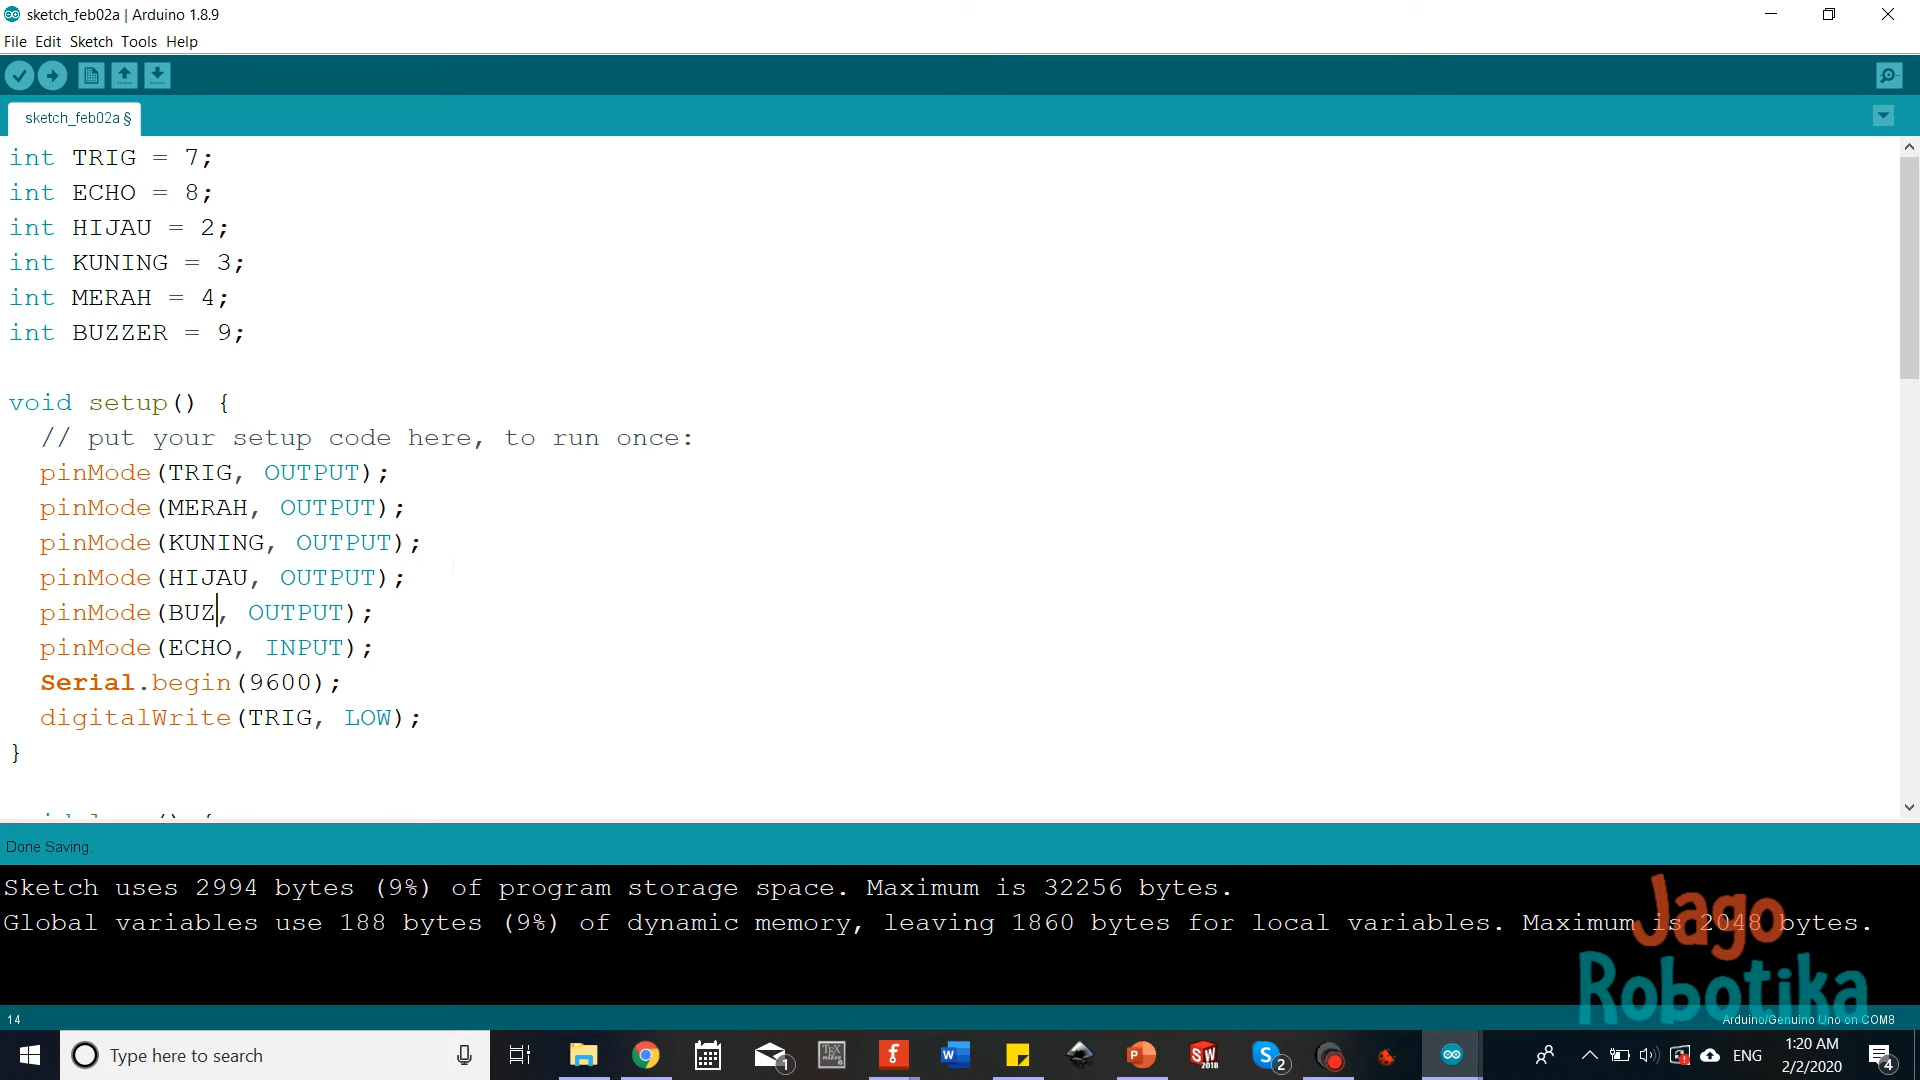 sketch_feb02a | Arduino 1.8.9
File Edit Sketch Tools Help
sketch_feb02a §
int TRIG = 7;
int ECHO = 8;
int HIJAU = 2;
int KUNING = 3;
int MERAH = 4;
int BUZZER = 9;
void setup() {
// put your setup code here, to run once:
pinMode(TRIG, OUTPUT);
pinMode(MERAH, OUTPUT);
pinMode(KUNING, OUTPUT);
pinMode(HIJAU, OUTPUT);
pinMode(BUZ, OUTPUT);
pinMode(ECHO, INPUT);
Serial.begin(9600);
digitalWrite(TRIG, LOW);
}
Done Saving.
Sketch uses 2994 bytes (9%) of program storage space. Maximum is 32256 bytes.
Global variables use 188 bytes (9%) of dynamic memory, leaving 1860 bytes for local variables. Maximum is 2048 bytes.
Jago
Robotika
14
Arduino/Genuino Uno on COM8
Type here to search
1
2
ENG
1:20 AM
2/2/2020
4